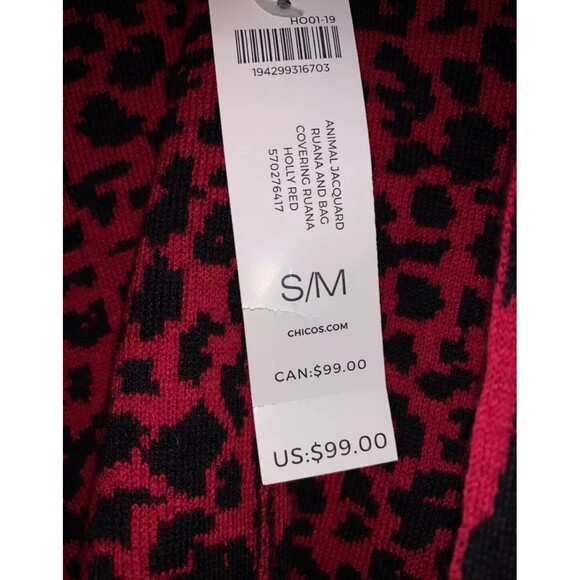 HO01-19
194299316703
ANIMAL JACQUARD
RUANA AND BAG
COVERING RUANA
HOLLY RED
570276417
S/M
CHICOS.COM
CAN:$99.00
US:$99.00